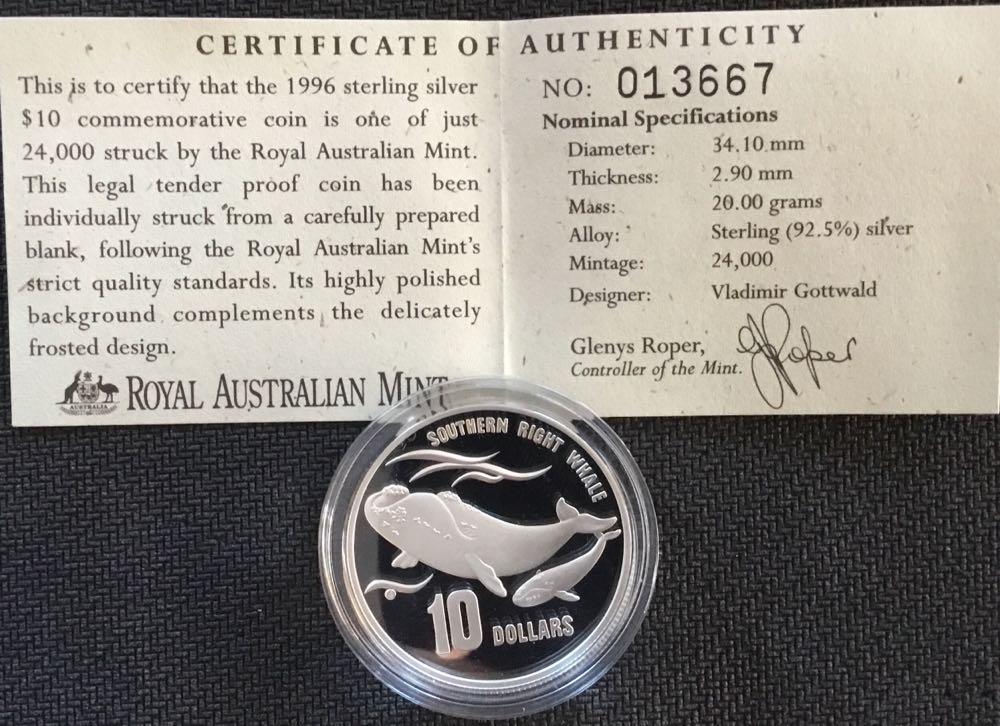 CERTIFICATE OF AUTHENTICITY
This is to certify that the 1996 sterling silver
$10 commemorative coin is one of just
24,000 struck by the Royal Australian Mint.
This legal tender proof coin has been
individually struck from a carefully prepared
blank, following the Royal Australian Mint's
strict quality standards. Its highly polished
background complements the delicately
frosted design.
AUSTRALIA
ROYAL AUSTRALIAN MINT
NO: 013667
Nominal Specifications
Diameter: 34.10 mm
Thickness: 2.90 mm
Mass: 20.00 grams
Alloy: Sterling (92.5%) silver
Mintage: 24,000
Designer: Vladimir Gottwald
Glenys Roper,
Controller of the Mint.
GRoper
SOUTHERN RIGHT WHALE
10 DOLLARS